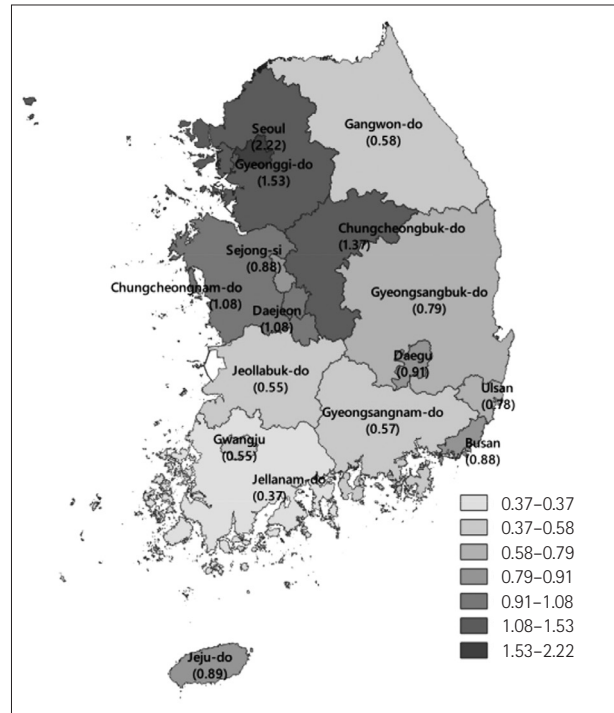 Seoul
(2.22)
Gyeonggi-do
(1.53)
Gangwon-do
(0.58)
Chungcheongbuk-do
(1.37)
Sejong-si
(0.88)
Chungcheongnam-do
(1.08)
Daejeon
(1.08)
Gyeongsangbuk-do
(0.79)
Daegu
(0.91)
Ulsan
(0.78)
Jeollabuk-do
(0.55)
Gyeongsangnam-do
(0.57)
Busan
(0.88)
Gwangju
(0.55)
Jellanam-do
(0.37)
Jeju-do
(0.89)
0.37–0.37
0.37–0.58
0.58–0.79
0.79–0.91
0.91–1.08
1.08–1.53
1.53–2.22